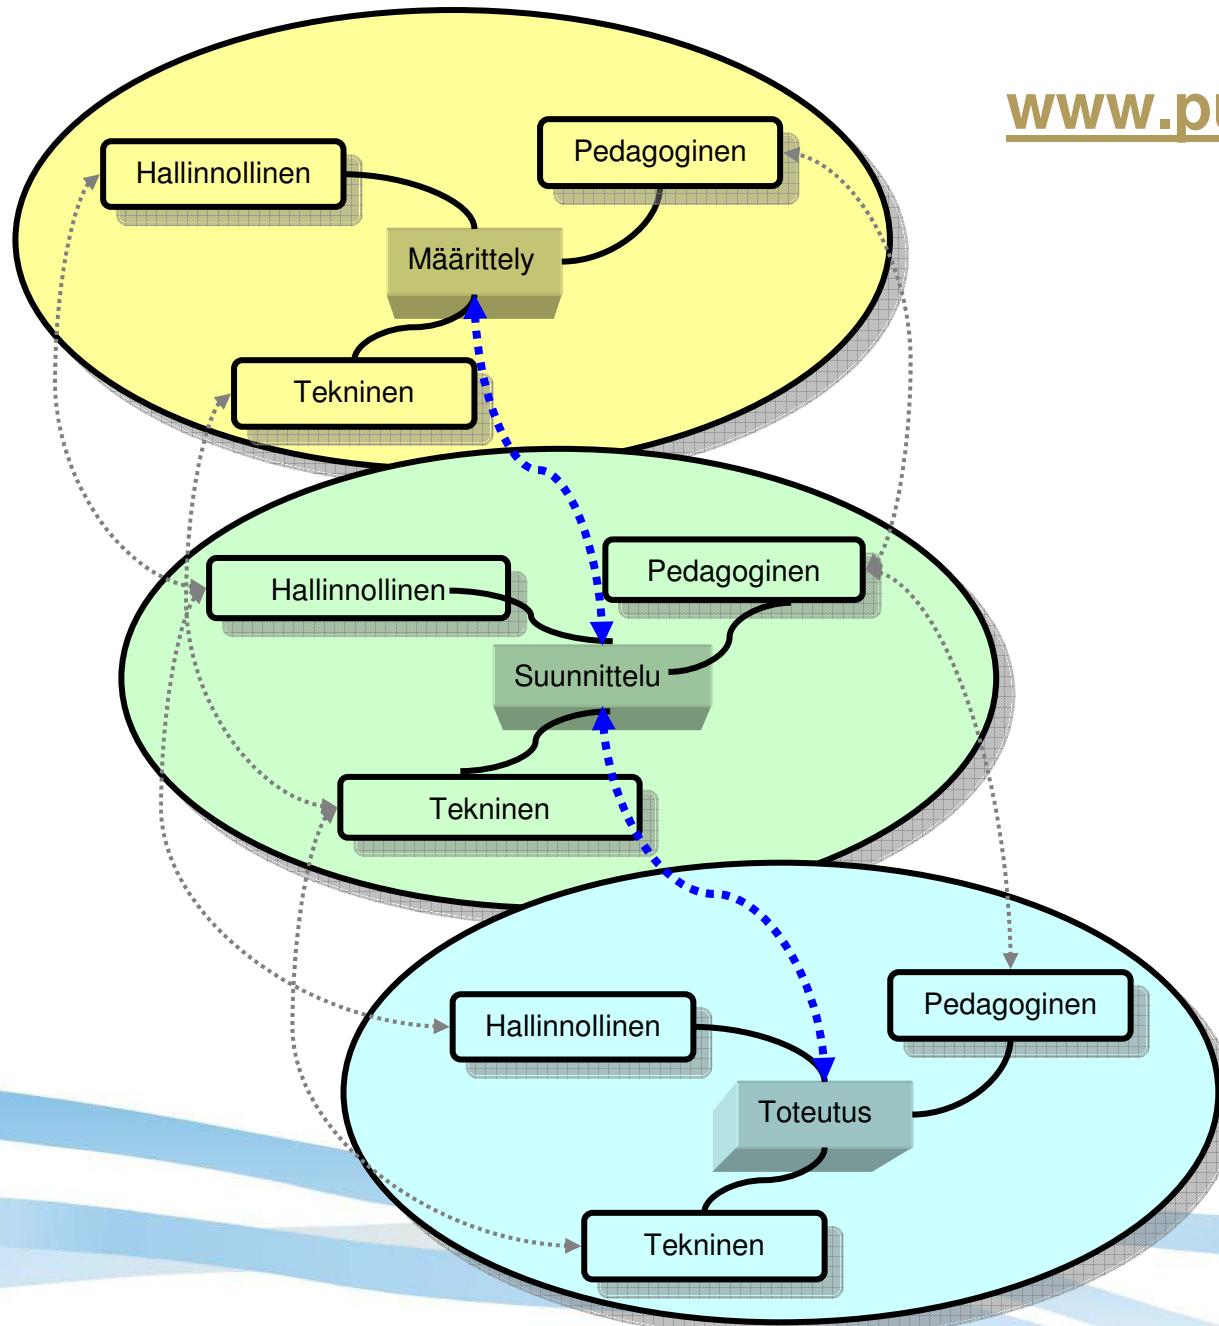 www.pu
Hallinnollinen
Pedagoginen
Määrittely
Tekninen
Hallinnollinen
Pedagoginen
Suunnittelu
Tekninen
Hallinnollinen
Pedagoginen
Toteutus
Tekninen